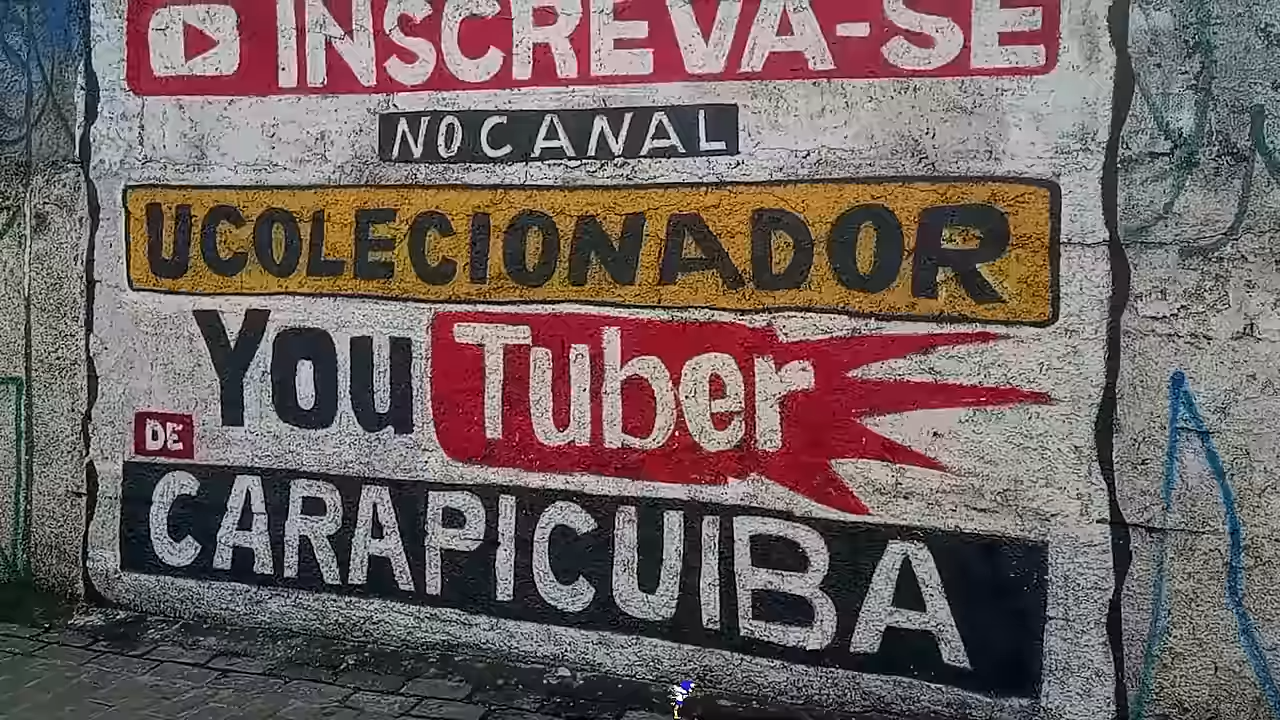 INSCREVA-SE
NO CANAL
UCOLECIONADOR
YouTuber
DE
CARAPICUIBA